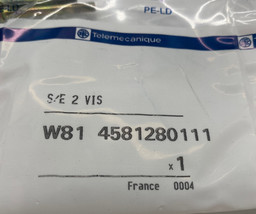 PE-LD
Telemecanique
S/E 2 VIS
W81 4581280111
x1
France 0004